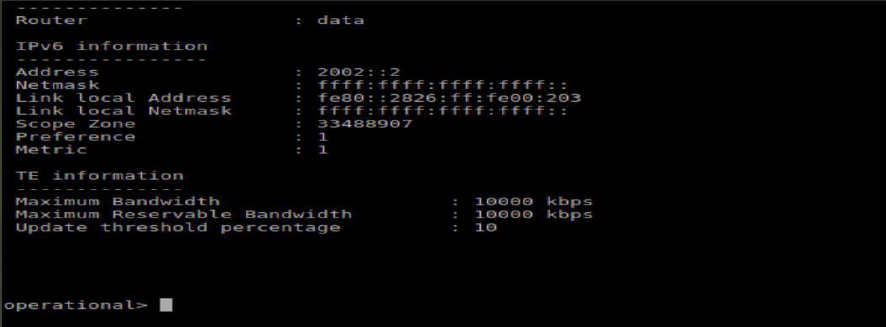 --------------
Router : data
IPv6 information
----------------
Address : 2002::2
Netmask : ffff:ffff:ffff:ffff::
Link local Address : fe80::2826:ff:fe00:203
Link local Netmask : ffff:ffff:ffff:ffff::
Scope Zone : 33488907
Preference : 1
Metric : 1
TE information
--------------
Maximum Bandwidth : 10000 kbps
Maximum Reservable Bandwidth : 10000 kbps
Update threshold percentage : 10
operational>